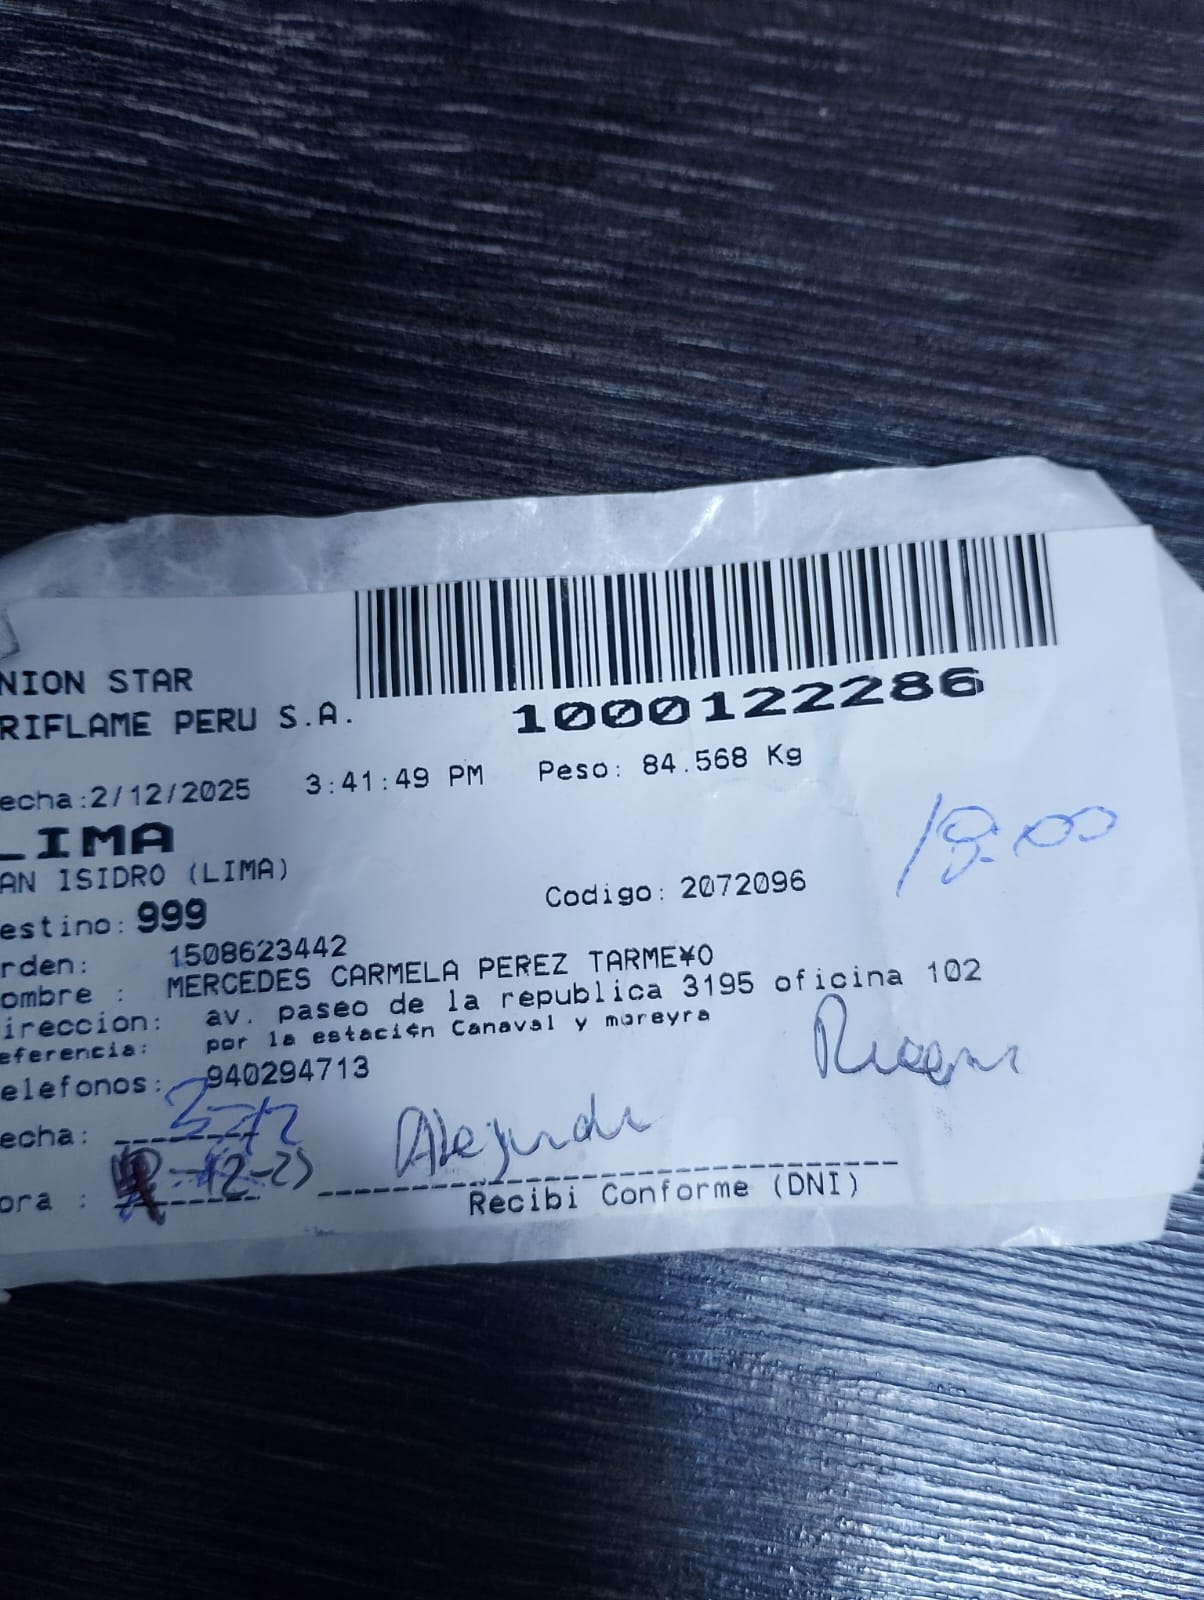 NION STAR
RIFLAME PERU S.A.
1000122286
echa:2/12/2025 3:41:49 PM Peso: 84.568 Kg
LIMA
18:00
AN ISIDRO (LIMA)
Codigo: 2072096
estino: 999
rden: 1508623442
ombre : MERCEDES CARMELA PEREZ TARME¥O
ireccion: av. paseo de la republica 3195 oficina 102
eferencia: por la estaci¢n Canaval y moreyra
elefonos: 940294713
echa:
Alejandr
ora :
Recibi Conforme (DNI)